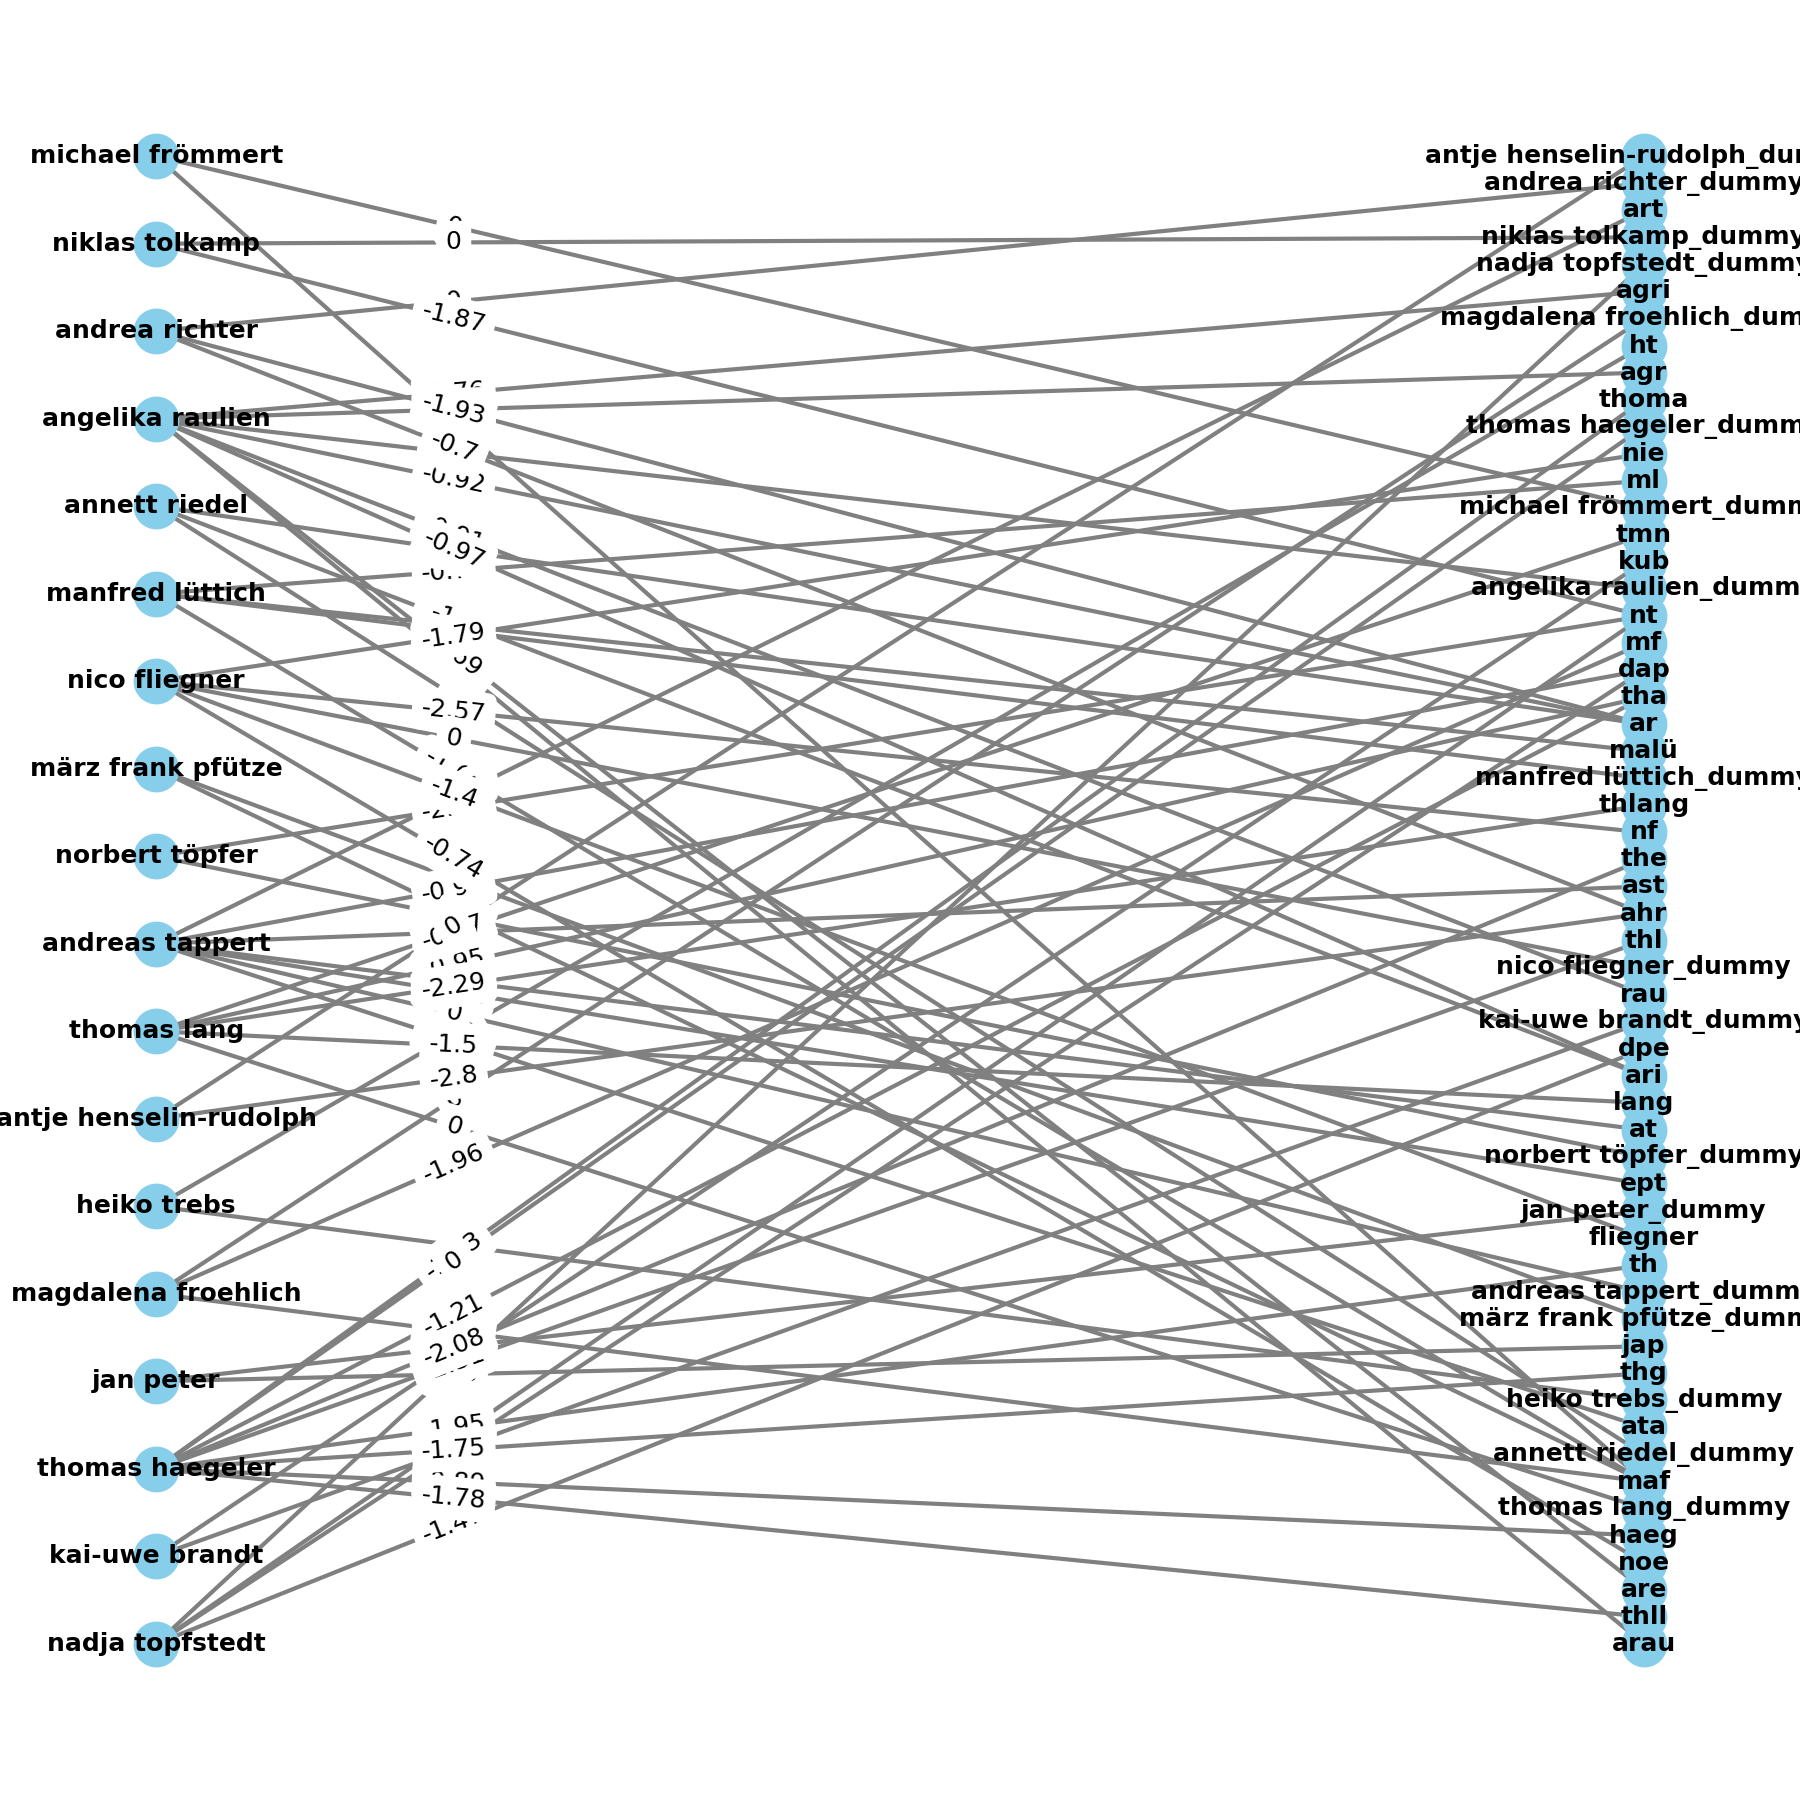 michael frömmert
niklas tolkamp
andrea richter
angelika raulien
annett riedel
manfred lüttich
nico fliegner
märz frank pfütze
norbert töpfer
andreas tappert
thomas lang
antje henselin-rudolph
heiko trebs
magdalena froehlich
jan peter
thomas haegeler
kai-uwe brandt
nadja topfstedt
0
-1.87
-1.93
-0.7
-0.92
-0.97
-1.79
-2.57
0
-1.4
-0.74
-2.29
0
-1.5
-2.8
0
-1.96
-1.21
-2.08
1.95
-1.75
-1.78
antje henselin-rudolph_dum
andrea richter_dummy
art
niklas tolkamp_dummy
nadja topfstedt_dummy
agri
magdalena froehlich_dum
ht
agr
thoma
thomas haegeler_dumm
nie
ml
michael frömmert_dumm
tmn
kub
angelika raulien_dumm
nt
mf
dap
tha
ar
malü
manfred lüttich_dummy
thlang
nf
the
ast
ahr
thl
nico fliegner_dummy
rau
kai-uwe brandt_dummy
dpe
ari
lang
at
norbert töpfer_dummy
ept
jan peter_dummy
fliegner
th
andreas tappert_dumm
märz frank pfütze_dumm
jap
thg
heiko trebs_dummy
ata
annett riedel_dummy
maf
thomas lang_dummy
haeg
noe
are
thll
arau